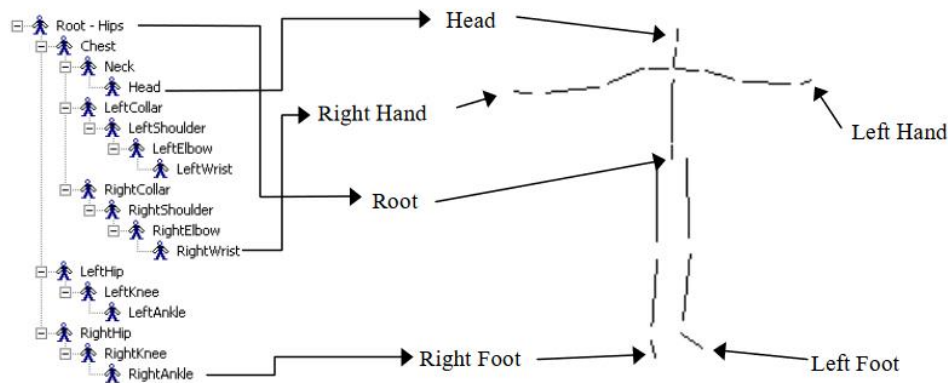 Root - Hips
Chest
Neck
Head
LeftCollar
LeftShoulder
LeftElbow
LeftWrist
RightCollar
RightShoulder
RightElbow
RightWrist
LeftHip
LeftKnee
LeftAnkle
RightHip
RightKnee
RightAnkle
Head
Right Hand
Left Hand
Root
Right Foot
Left Foot